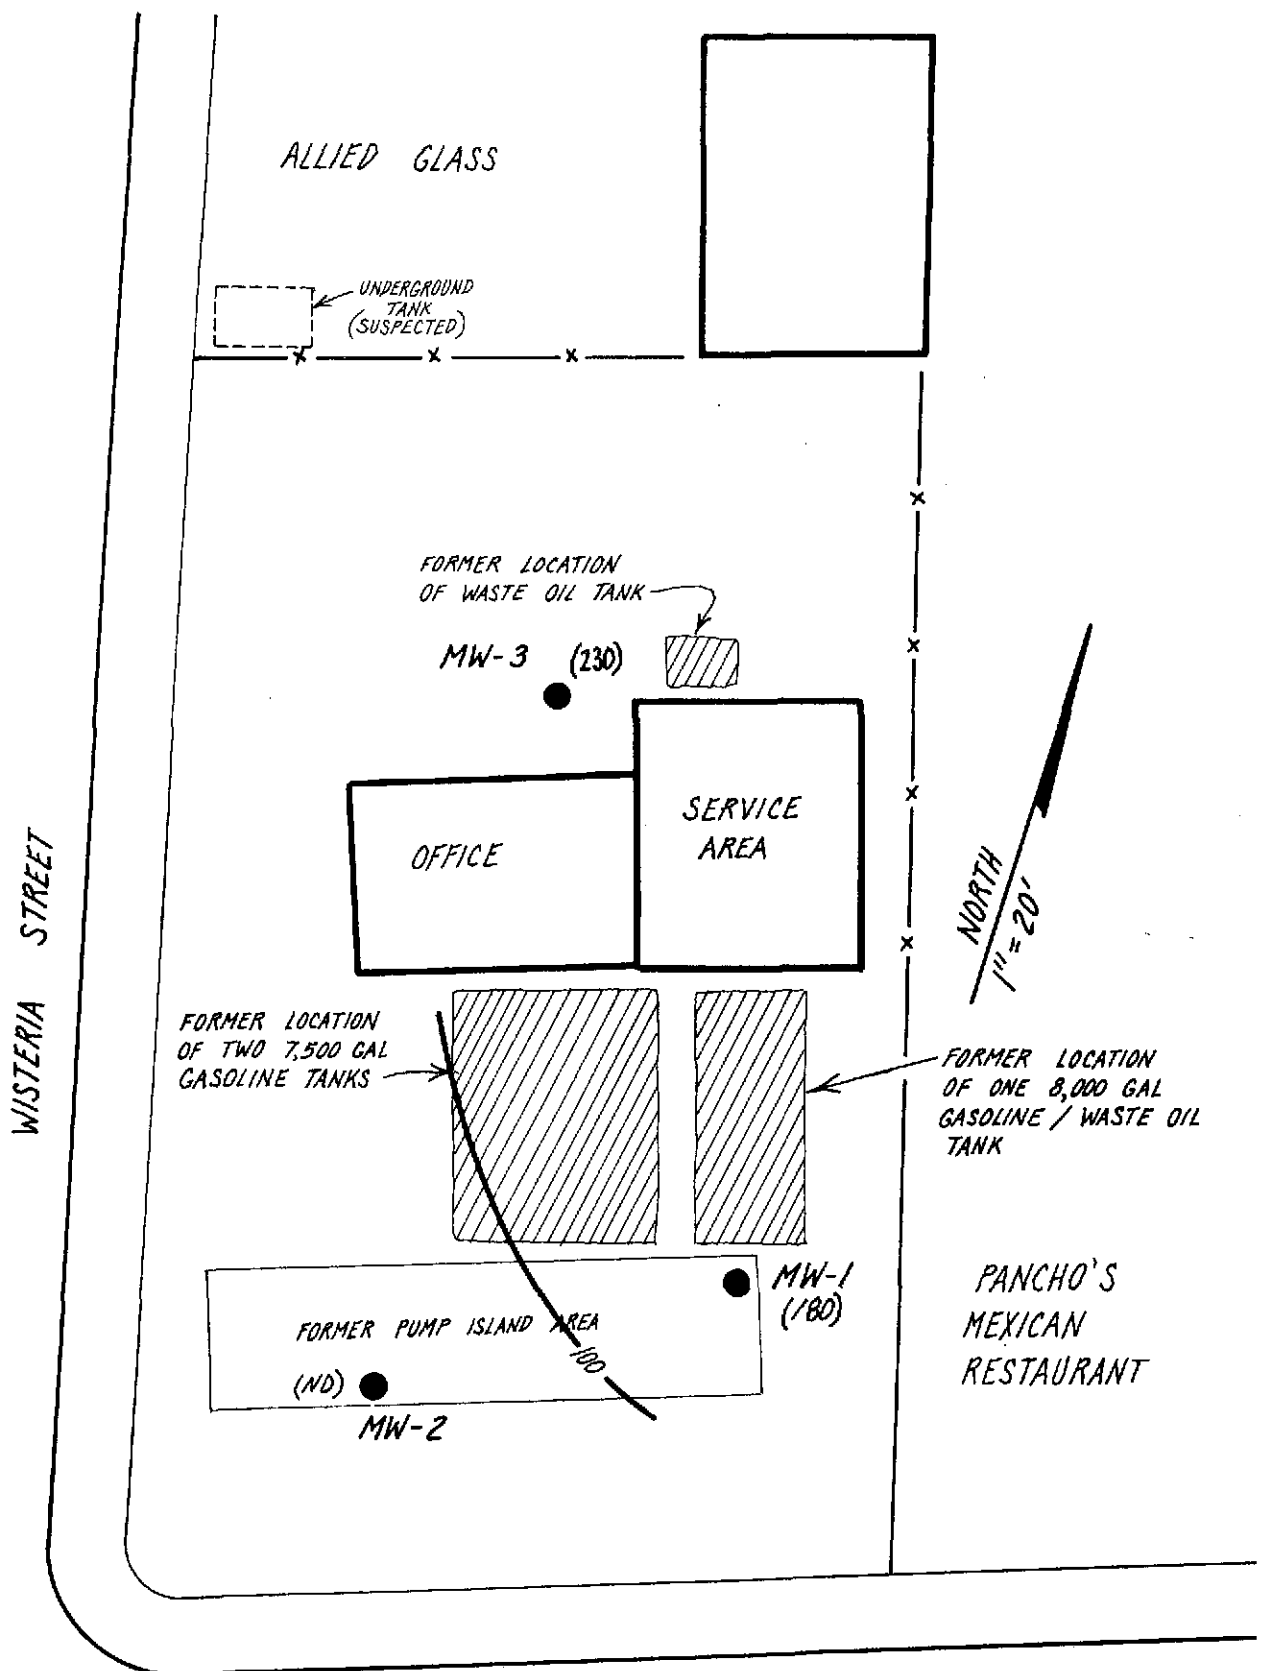 ALLIED GLASS
UNDERGROUND
TANK
(SUSPECTED)
FORMER LOCATION
OF WASTE OIL TANK
MW-3 (230)
SERVICE
AREA
OFFICE
NORTH
1" = 20'
WISTERIA STREET
FORMER LOCATION
OF TWO 7,500 GAL
GASOLINE TANKS
FORMER LOCATION
OF ONE 8,000 GAL
GASOLINE / WASTE OIL
TANK
MW-1
(180)
FORMER PUMP ISLAND AREA
100
(ND)
MW-2
PANCHO'S
MEXICAN
RESTAURANT